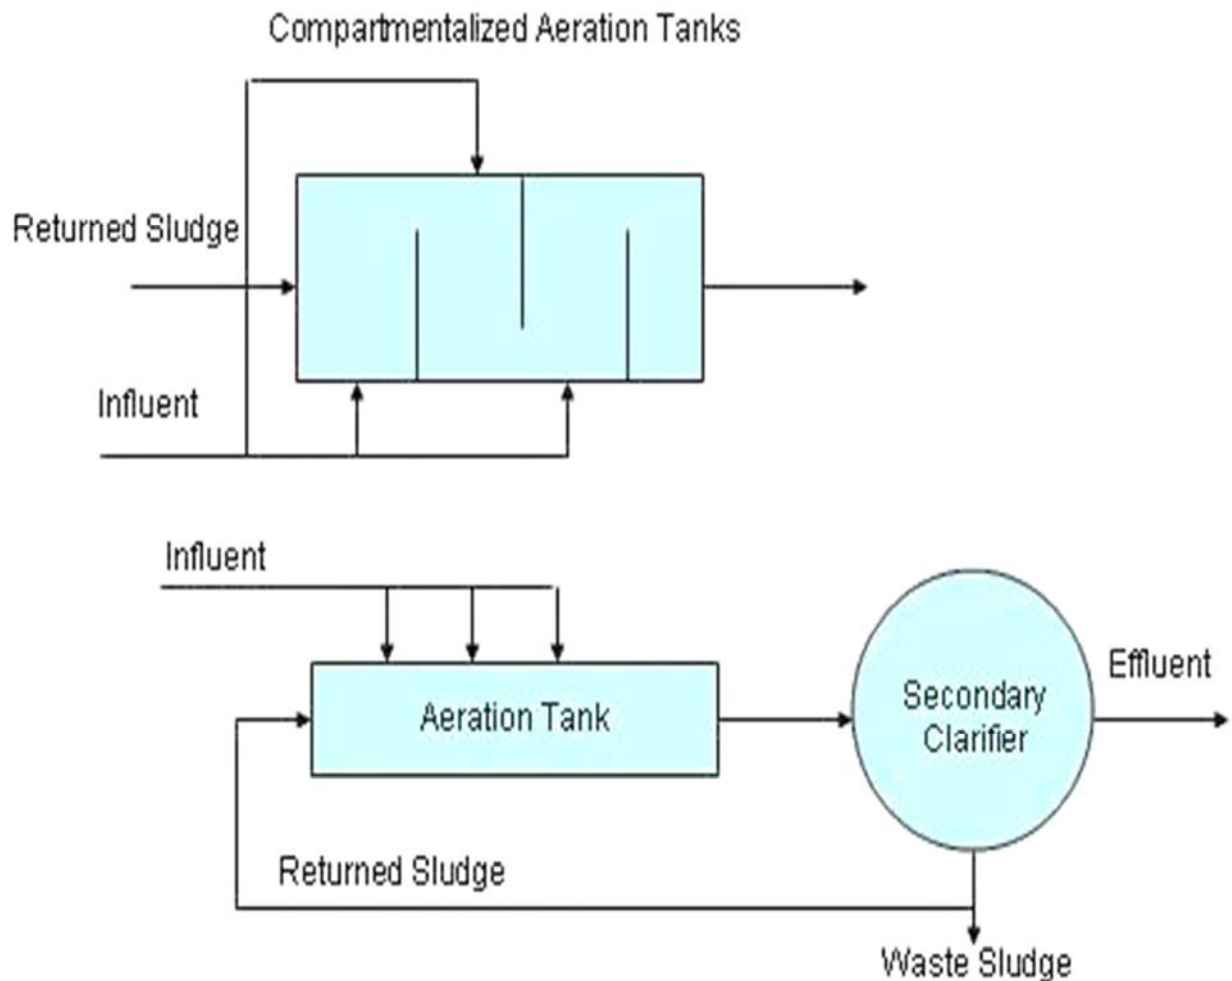 Compartmentalized Aeration Tanks
Returned Sludge
Influent
Influent
Effluent
Aeration Tank
Secondary
Clarifier
Returned Sludge
Waste Sludge